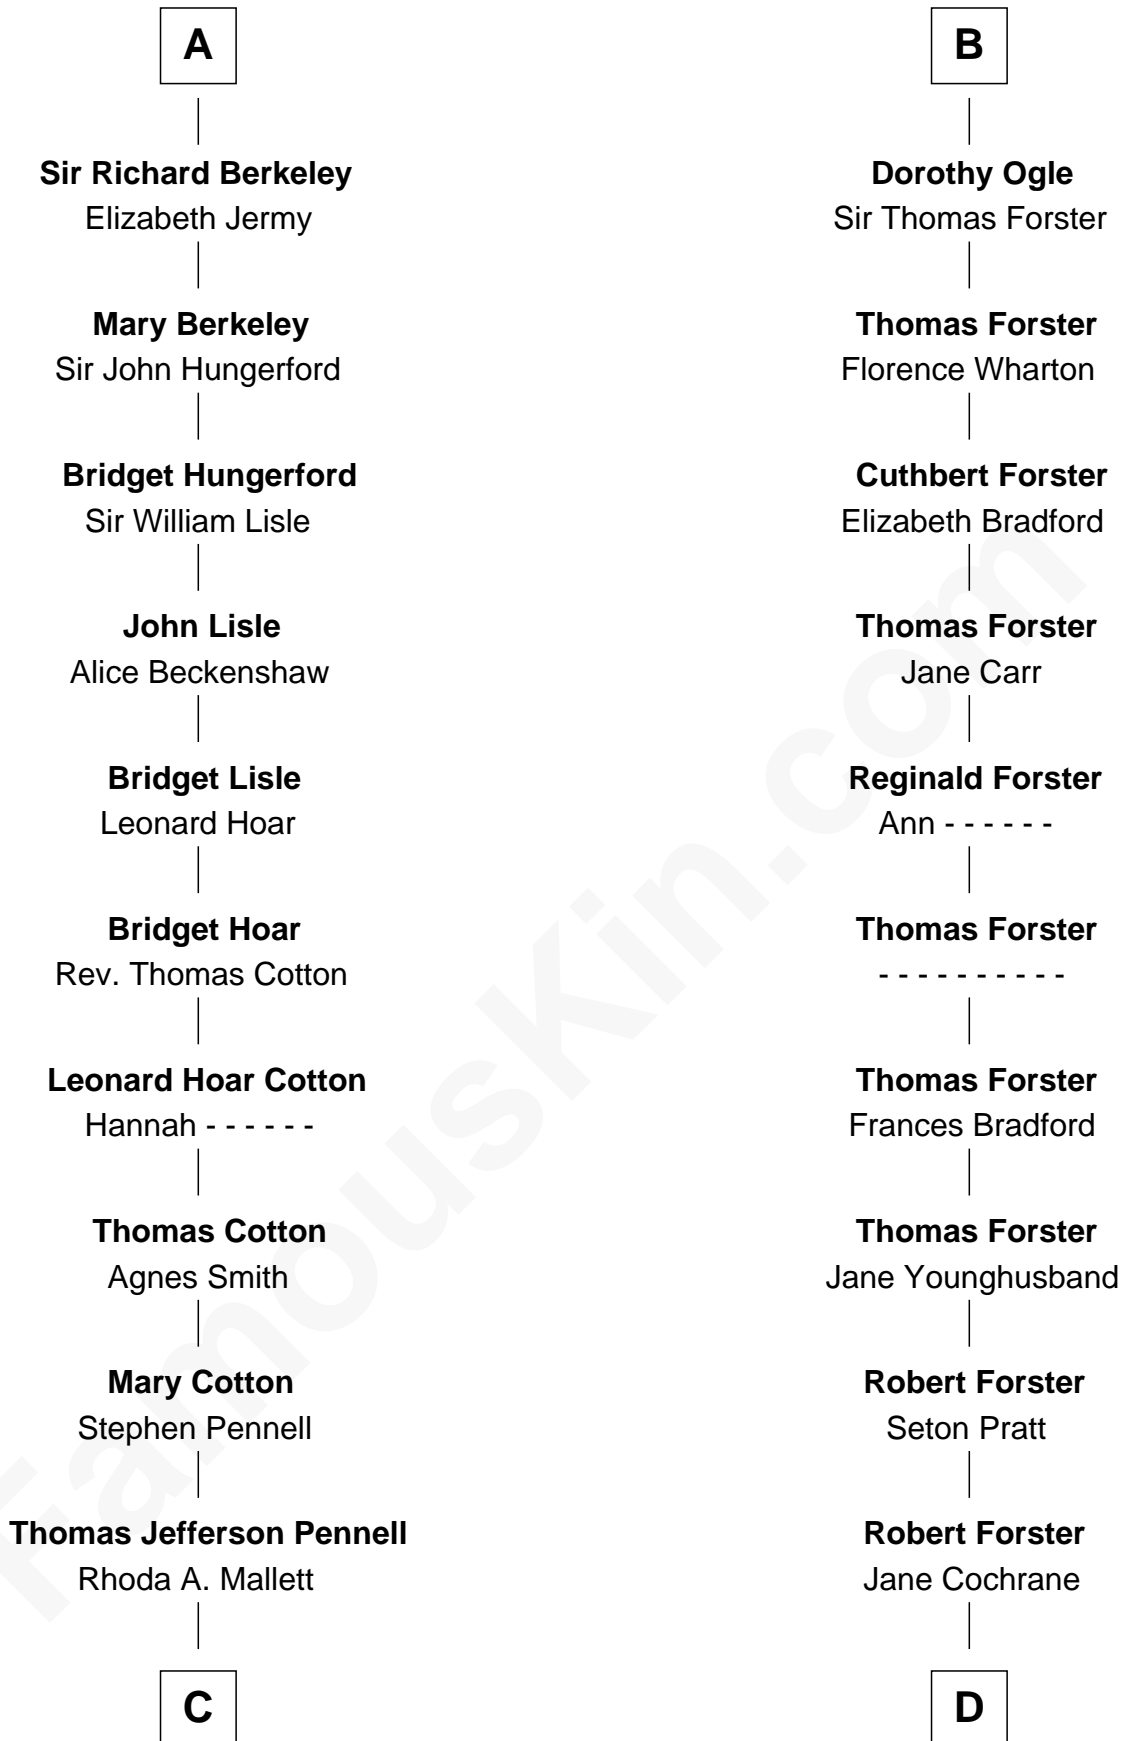 A
Sir Richard Berkeley
Elizabeth Jermy
Mary Berkeley
Sir John Hungerford
Bridget Hungerford
Sir William Lisle
John Lisle
Alice Beckenshaw
Bridget Lisle
Leonard Hoar
Bridget Hoar
Rev. Thomas Cotton
Leonard Hoar Cotton
Hannah - - - - - -
Thomas Cotton
Agnes Smith
Mary Cotton
Stephen Pennell
Thomas Jefferson Pennell
Rhoda A. Mallett
C
B
Dorothy Ogle
Sir Thomas Forster
Thomas Forster
Florence Wharton
Cuthbert Forster
Elizabeth Bradford
Thomas Forster
Jane Carr
Reginald Forster
Ann - - - - - -
Thomas Forster
- - - - - - - - - -
Thomas Forster
Frances Bradford
Thomas Forster
Jane Younghusband
Robert Forster
Seton Pratt
Robert Forster
Jane Cochrane
D
FamousKin.com